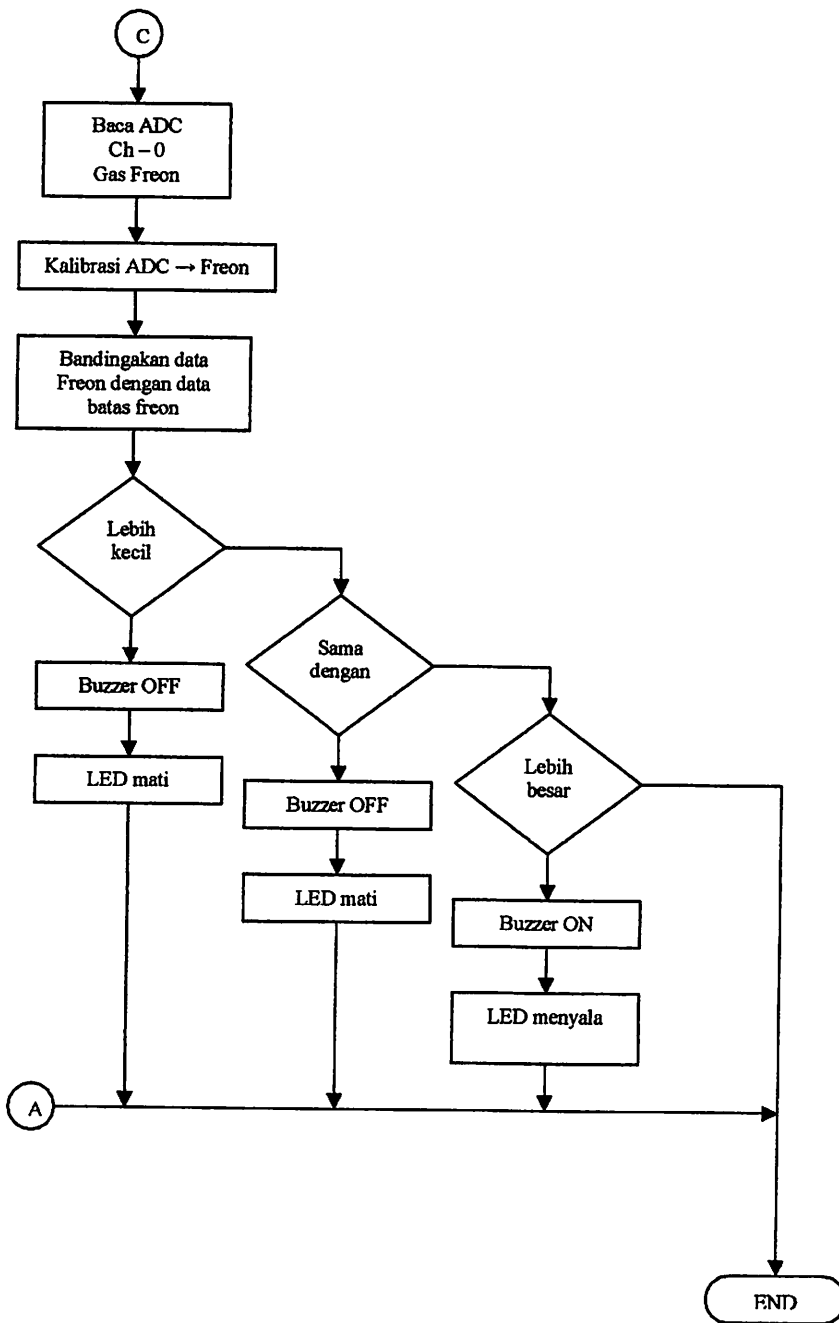 C
Baca ADC
Ch – 0
Gas Freon
Kalibrasi ADC → Freon
Bandingakan data
Freon dengan data
batas freon
Lebih
kecil
Buzzer OFF
LED mati
Sama
dengan
Buzzer OFF
LED mati
Lebih
besar
Buzzer ON
LED menyala
A
END